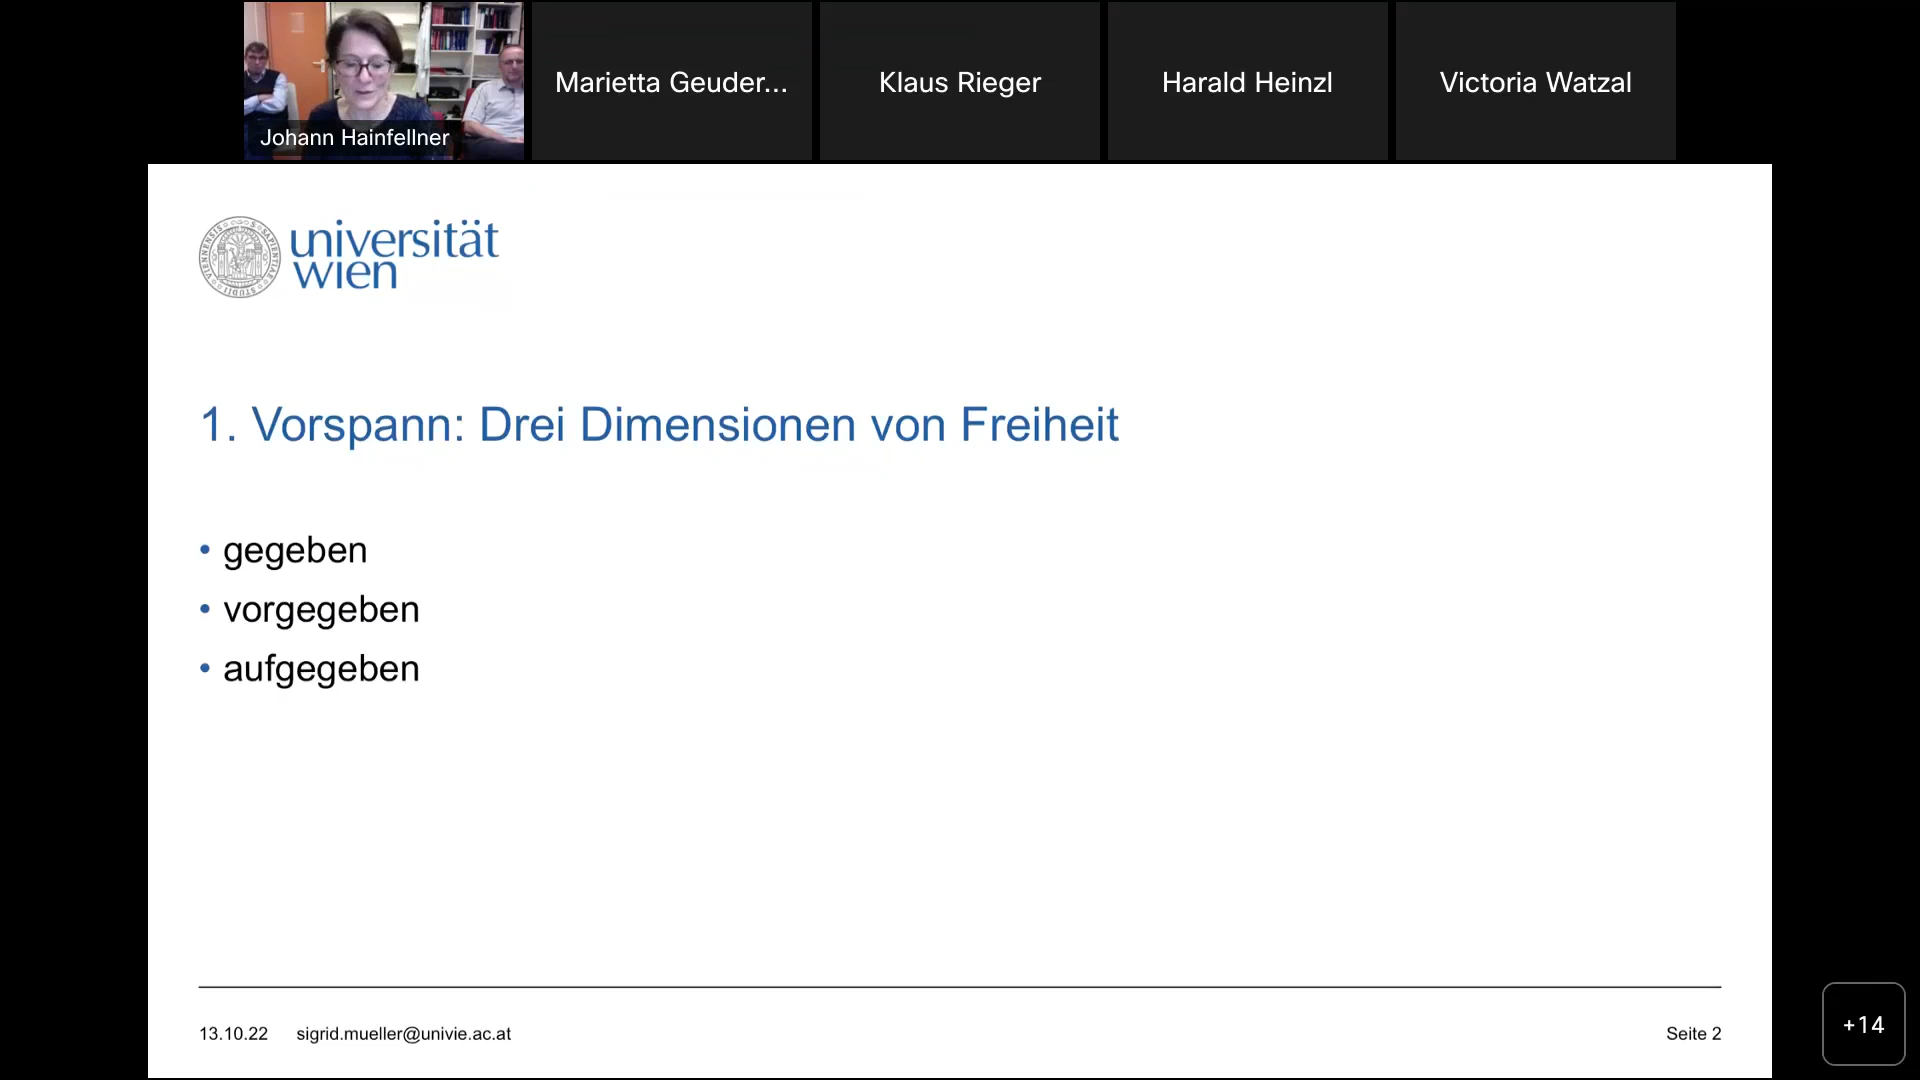 Johann Hainfellner
Marietta Geuder...
Klaus Rieger
Harald Heinzl
Victoria Watzal
universität
wien
1. Vorspann: Drei Dimensionen von Freiheit
• gegeben
• vorgegeben
• aufgegeben
13.10.22 sigrid.mueller@univie.ac.at Seite 2
+14